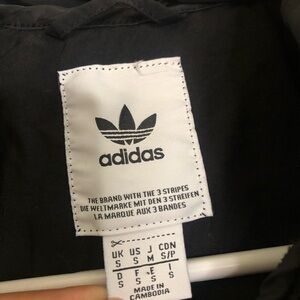 adidas
THE BRAND WITH THE 3 STRIPES
DIE WELTMARKE MIT DEN 3 STREIFEN
LA MARQUE AUX 3 BANDES
UK US J CDN
S S M S/P
D F E I
S S S S
MADE IN
CAMBODIA